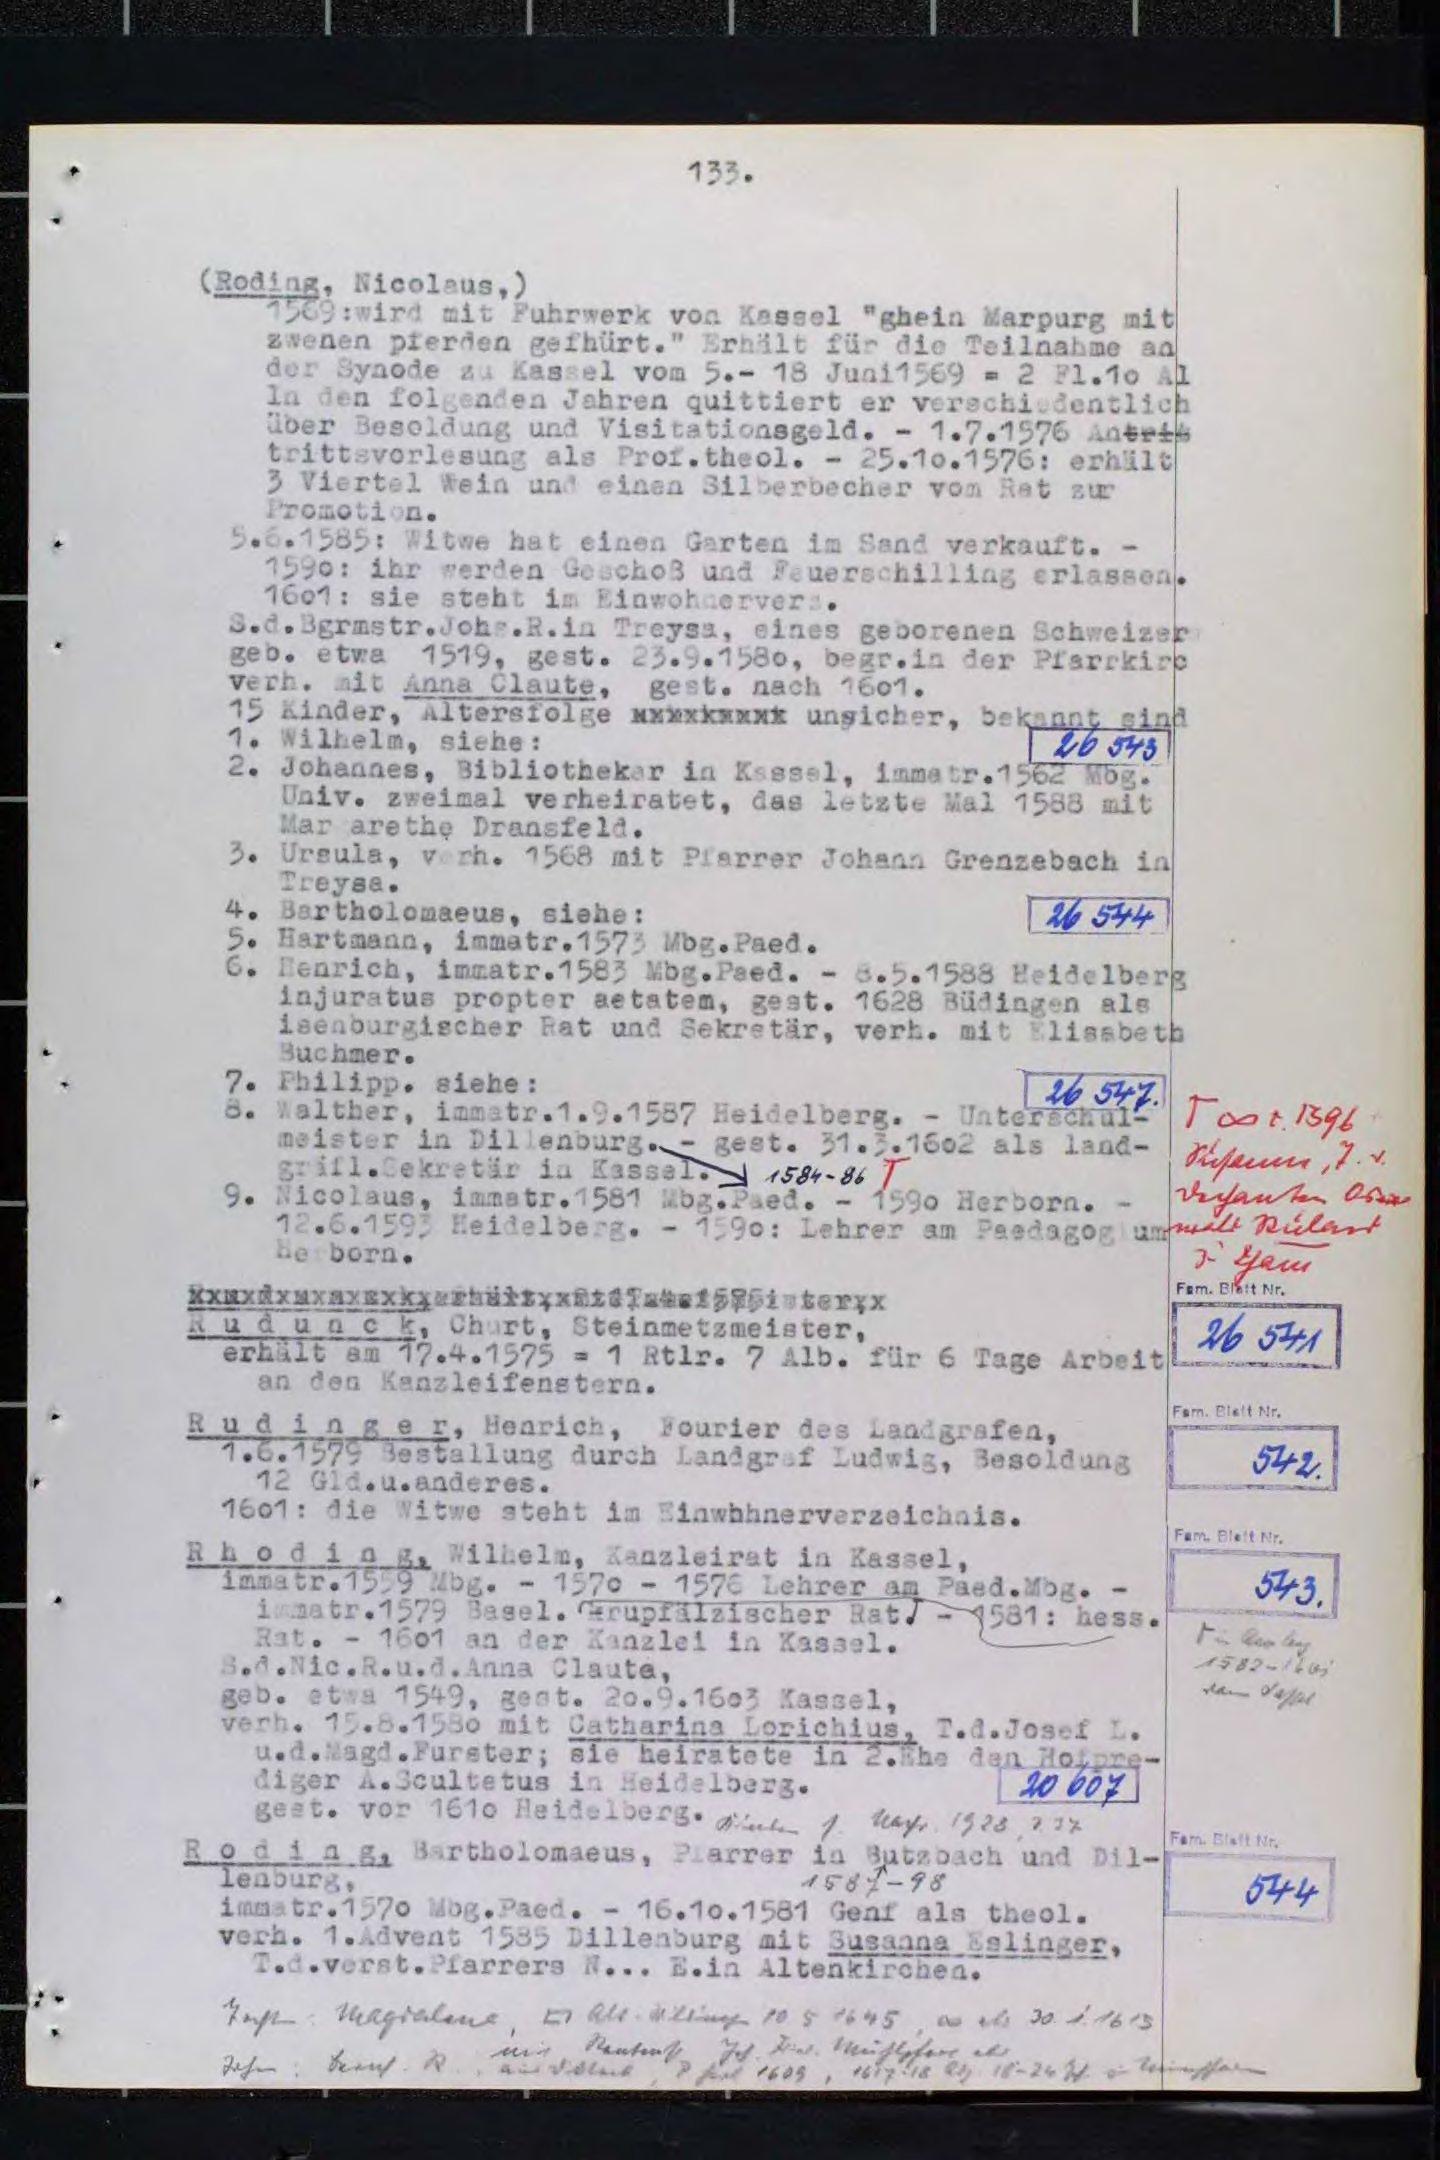 133.
(Roding, Nicolaus,)
1569:wird mit Fuhrwerk von Kassel "ghein Marpurg mit
zwenen pferden gefhürt." Erhält für die Teilnahme an
der Synode zu Kassel vom 5.- 18 Juni1569 = 2 Fl.1o Al
In den folgenden Jahren quittiert er verschiedentlich
über Besoldung und Visitationsgeld. - 1.7.1576 Antrit
trittsvorlesung als Prof.theol. - 25.1o.1576: erhält
3 Viertel Wein und einen Silberbecher vom Rat zur
Promotion.
5.6.1585: Witwe hat einen Garten im Sand verkauft. -
159o: ihr werden Geschoß und Feuerschilling erlassen.
16o1: sie steht im Einwohnervers.
S.d.Bgrmstr.Johs.R.in Treysa, eines geborenen Schweizer
geb. etwa 1519, gest. 23.9.158o, begr.in der Pfarrkirc
verh. mit Anna Claute, gest. nach 16o1.
15 Kinder, Altersfolge unsicher, bekannt sind
1. Wilhelm, siehe: 26 543
2. Johannes, Bibliothekar in Kassel, immatr.1562 Mbg.
Univ. zweimal verheiratet, das letzte Mal 1588 mit
Mar arethe Dransfeld.
3. Ursula, verh. 1568 mit Pfarrer Johann Grenzebach in
Treysa.
4. Bartholomaeus, siehe: 26 544
5. Hartmann, immatr.1573 Mbg.Paed.
6. Henrich, immatr.1583 Mbg.Paed. - 8.5.1588 Heidelberg
injuratus propter aetatem, gest. 1628 Büdingen als
isenburgischer Rat und Sekretär, verh. mit Elisabeth
Buchmer.
7. Philipp. siehe: 26 547.
8. Walther, immatr.1.9.1587 Heidelberg. - Unterschul-
meister in Dillenburg. - gest. 31.3.16o2 als land-
gräfl.Sekretär in Kassel. 1584-86 T
9. Nicolaus, immatr.1581 Mbg.Paed. - 159o Herborn. -
12.6.1593 Heidelberg. - 159o: Lehrer am Paedagogium
Herborn.
T ∞ t. 1596
R u d u n c k, Churt, Steinmetzmeister,
erhält am 17.4.1575 = 1 Rtlr. 7 Alb. für 6 Tage Arbeit
an den Kanzleifenstern.
Fam. Blatt Nr.
26 541
R u d i n g e r, Henrich, Fourier des Landgrafen,
1.6.1579 Bestallung durch Landgraf Ludwig, Besoldung
12 Gld.u.anderes.
16o1: die Witwe steht im Einwhhnerverzeichnis.
Fam. Blatt Nr.
542.
R h o d i n g, Wilhelm, Kanzleirat in Kassel,
immatr.1559 Mbg. - 157o - 1576 Lehrer am Paed.Mbg. -
immatr.1579 Basel. Krupfälzischer Rat. - 1581: hess.
Rat. - 16o1 an der Kanzlei in Kassel.
S.d.Nic.R.u.d.Anna Claute,
geb. etwa 1549, gest. 2o.9.16o3 Kassel,
verh. 15.8.158o mit Catharina Lorichius, T.d.Josef L.
u.d.Magd.Furster; sie heiratete in 2.Ehe den Hofpre-
diger A.Scultetus in Heidelberg. 20 607
gest. vor 161o Heidelberg.
Fam. Blatt Nr.
543.
R o d i n g, Bartholomaeus, Pfarrer in Butzbach und Dil-
lenburg, 1587-98
immatr.157o Mbg.Paed. - 16.1o.1581 Genf als theol.
verh. 1.Advent 1585 Dillenburg mit Susanna Eslinger,
T.d.verst.Pfarrers N... E.in Altenkirchen.
Fam. Blatt Nr.
544
Magdalena, 10 5 1645, ∞ 30. 1. 1613